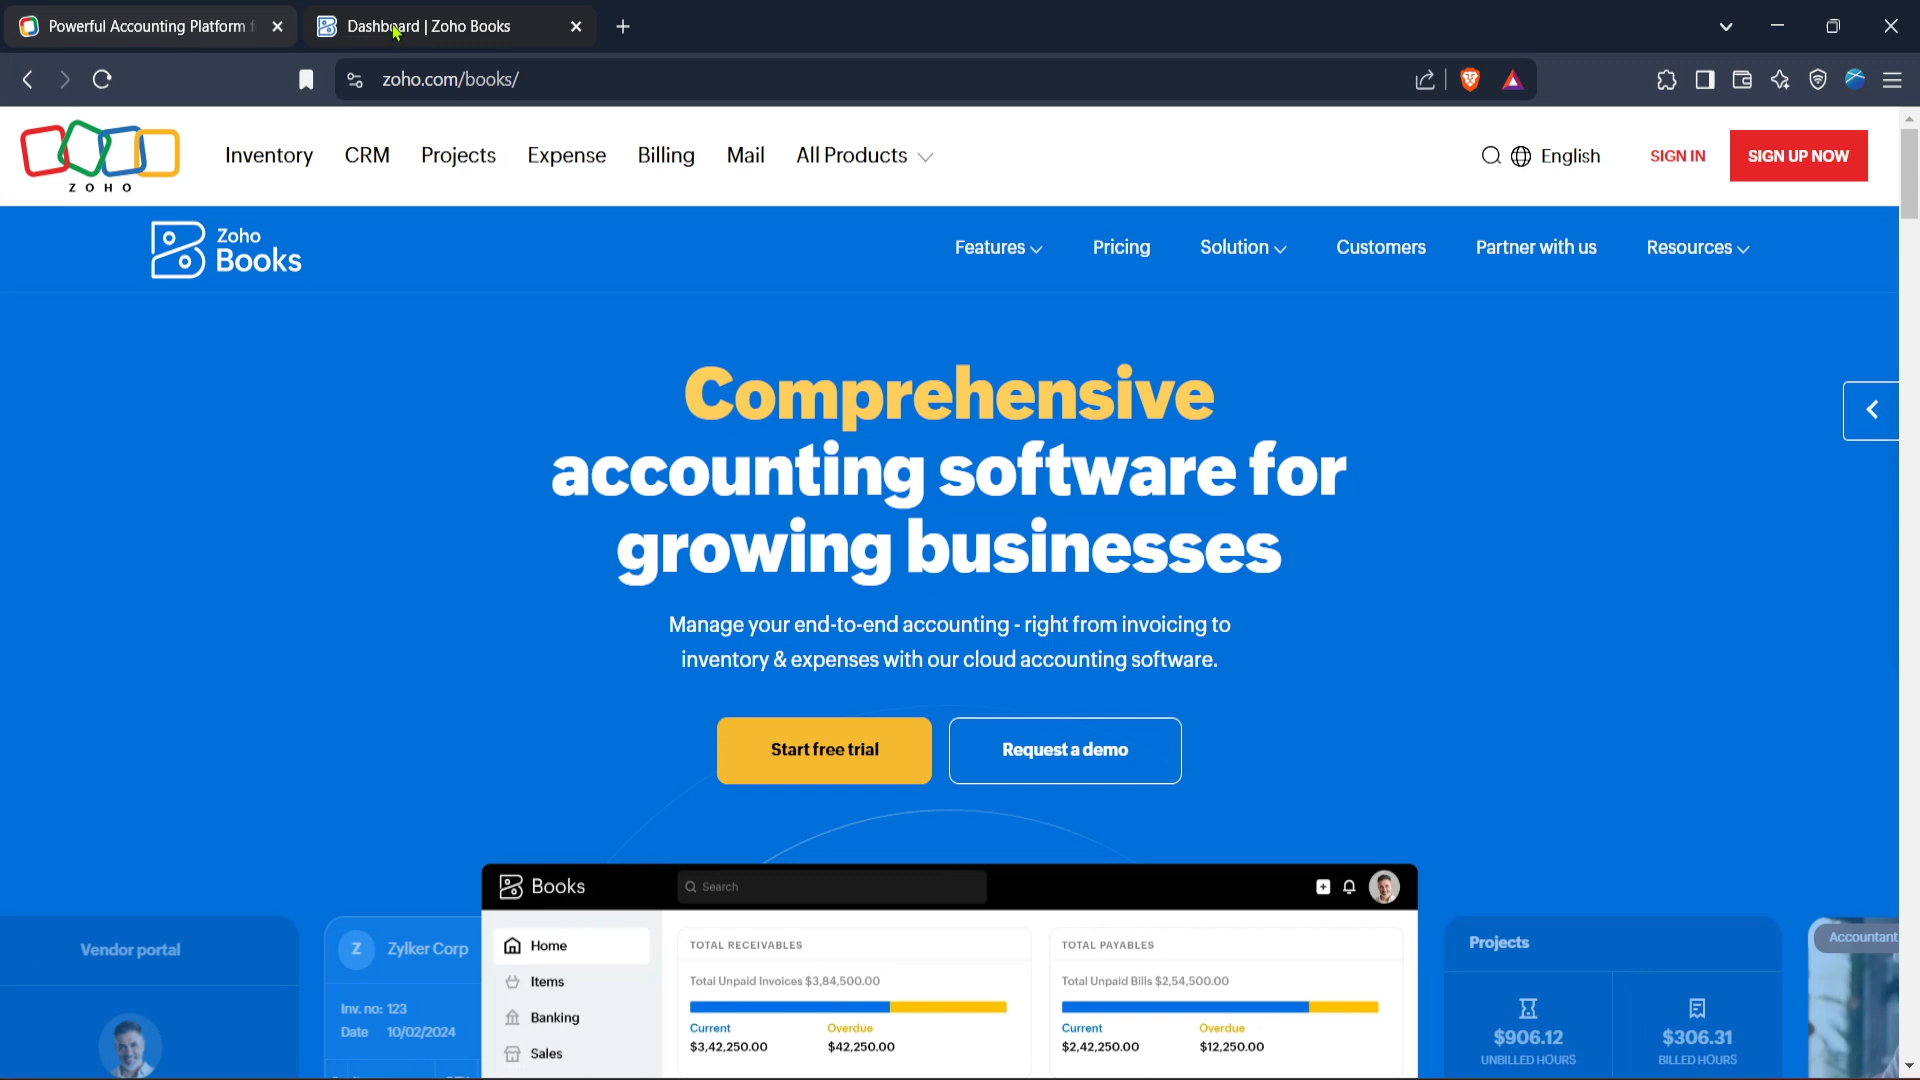 Powerful Accounting Platform f
Dashboard | Zoho Books
zoho.com/books/
ZOHO
Inventory CRM Projects Expense Billing Mail All Products
English SIGN IN SIGN UP NOW
Zoho
Books
Features Pricing Solution Customers Partner with us Resources
Comprehensive
accounting software for
growing businesses
Manage your end-to-end accounting - right from invoicing to
inventory & expenses with our cloud accounting software.
Start free trial Request a demo
Books Search
Vendor portal
Z Zylker Corp
Inv. no: 123
Date 10/02/2024
Home
Items
Banking
Sales
TOTAL RECEIVABLES
Total Unpaid Invoices $3,84,500.00
Current Overdue
$3,42,250.00 $42,250.00
TOTAL PAYABLES
Total Unpaid Bills $2,54,500.00
Current Overdue
$2,42,250.00 $12,250.00
Projects
$906.12
UNBILLED HOURS
$306.31
BILLED HOURS
Accountant